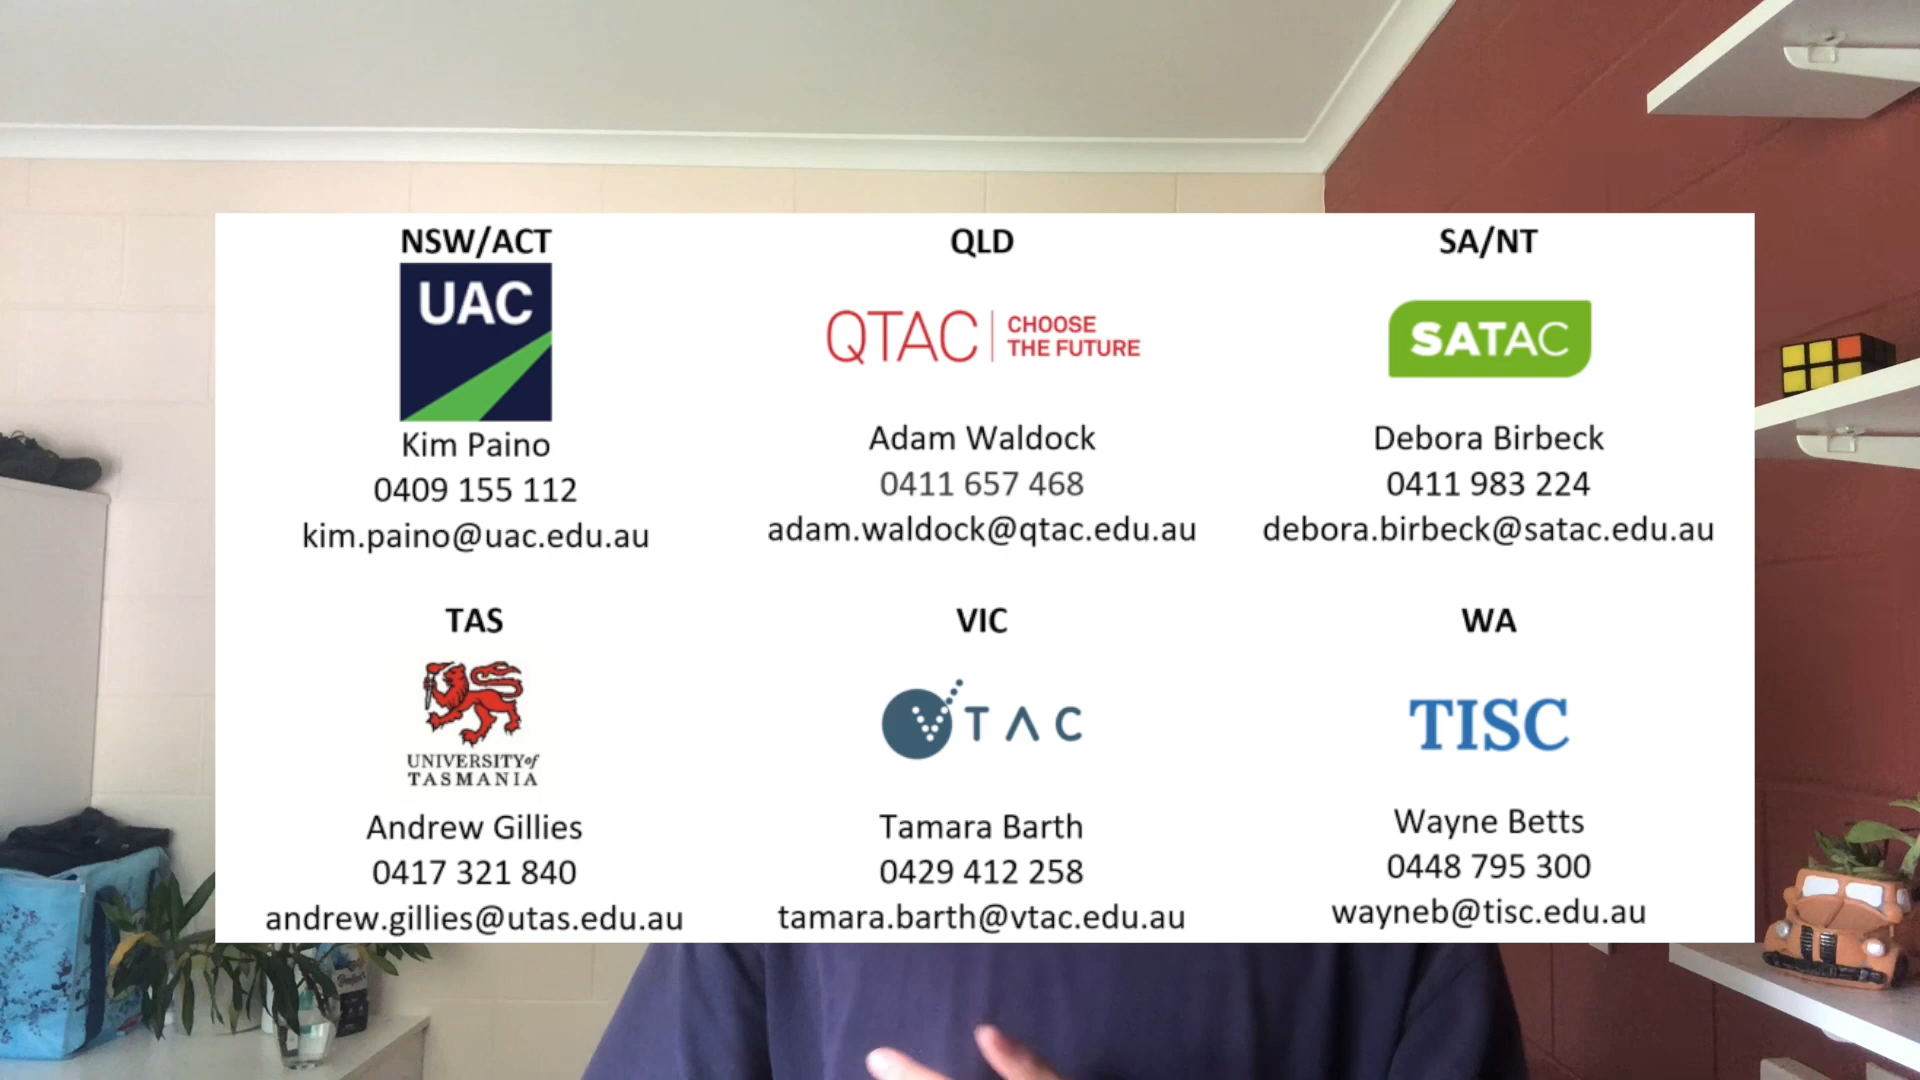 NSW/ACT
UAC
Kim Paino
0409 155 112
kim.paino@uac.edu.au
QLD
QTAC
CHOOSE
THE FUTURE
Adam Waldock
0411 657 468
adam.waldock@qtac.edu.au
SA/NT
SATAC
Debora Birbeck
0411 983 224
debora.birbeck@satac.edu.au
TAS
UNIVERSITY of
TASMANIA
Andrew Gillies
0417 321 840
andrew.gillies@utas.edu.au
VIC
VTAC
Tamara Barth
0429 412 258
tamara.barth@vtac.edu.au
WA
TISC
Wayne Betts
0448 795 300
wayneb@tisc.edu.au